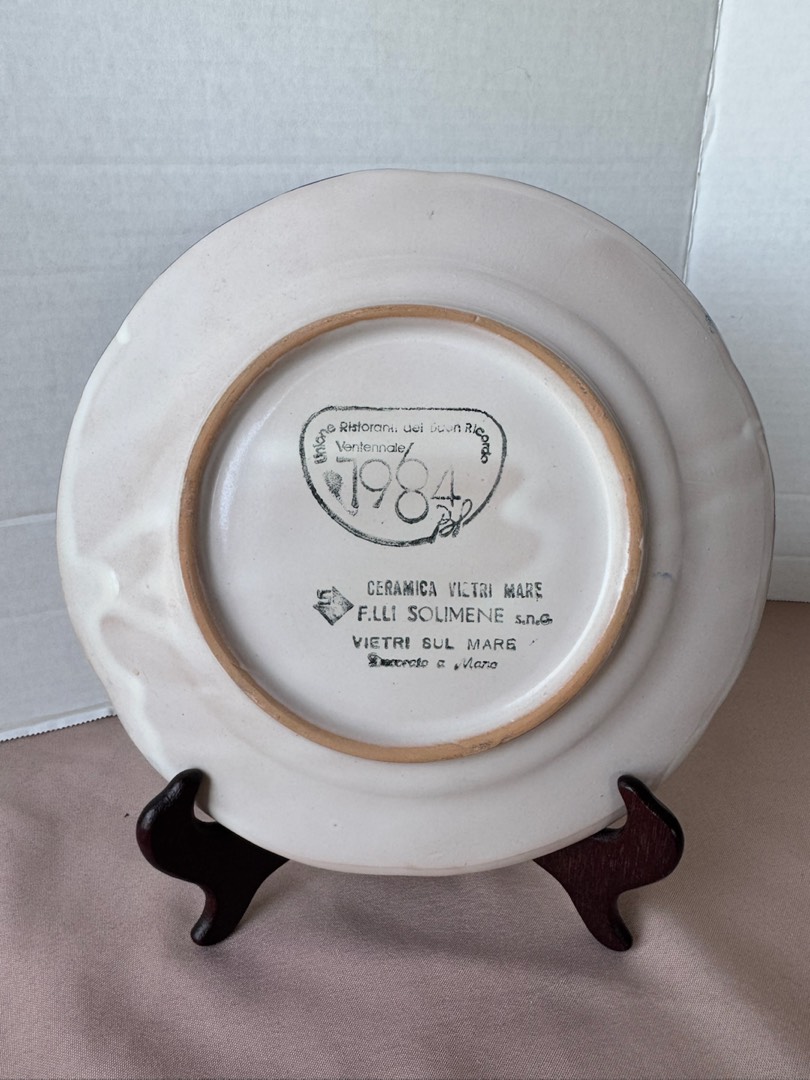 Unione Ristoranti del Buon Ricordo
Ventennale
1984
CERAMICA VIETRI MARE
F.LLI SOLIMENE s.n.c
VIETRI SUL MARE
Decorato a Mano